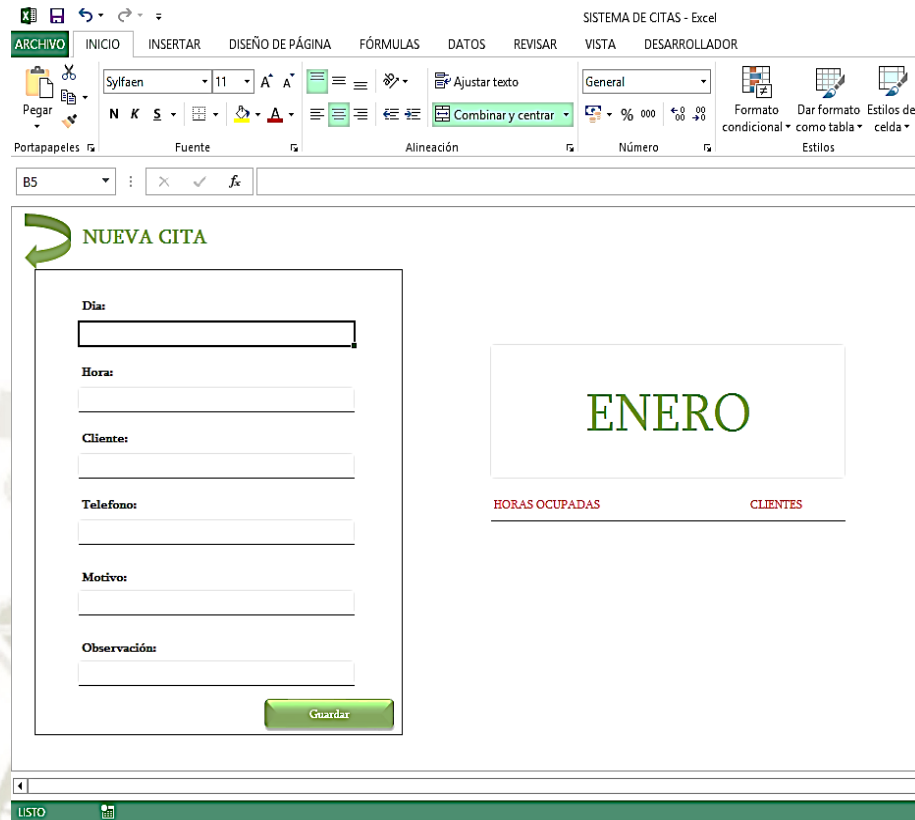 SISTEMA DE CITAS - Excel
ARCHIVO INICIO INSERTAR DISEÑO DE PÁGINA FÓRMULAS DATOS REVISAR VISTA DESARROLLADOR
Sylfaen 11 A A Ajustar texto General
Pegar N K S A Combinar y centrar % 000 Formato condicional Dar formato como tabla Estilos de celda
Portapapeles Fuente Alineación Número Estilos
B5 fx
NUEVA CITA
Dia:
Hora:
Cliente:
Telefono:
Motivo:
Observación:
Guardar
ENERO
HORAS OCUPADAS CLIENTES
LISTO